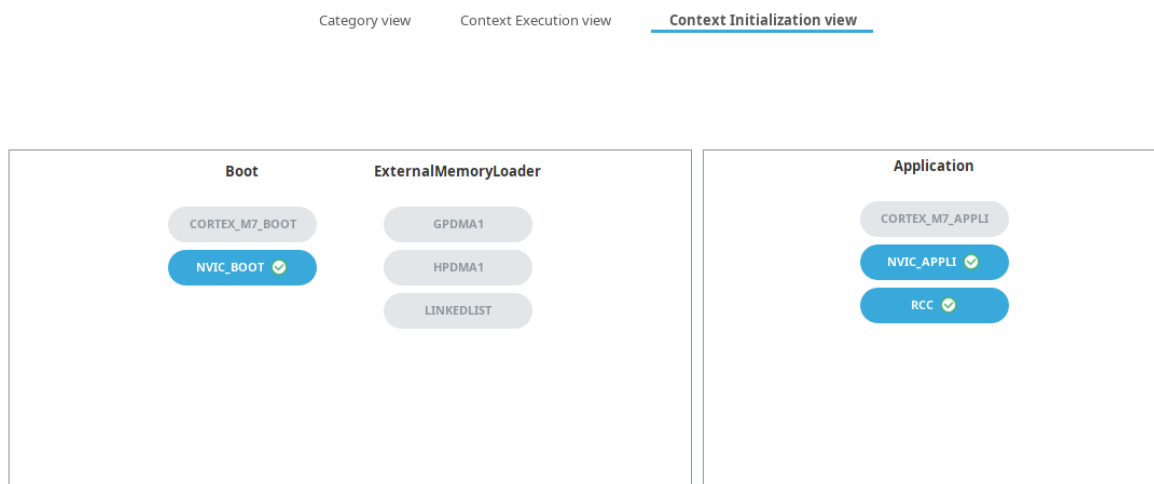 Category view
Context Execution view
Context Initialization view
Boot
CORTEX_M7_BOOT
NVIC_BOOT
ExternalMemoryLoader
GPDMA1
HPDMA1
LINKEDLIST
Application
CORTEX_M7_APPLI
NVIC_APPLI
RCC